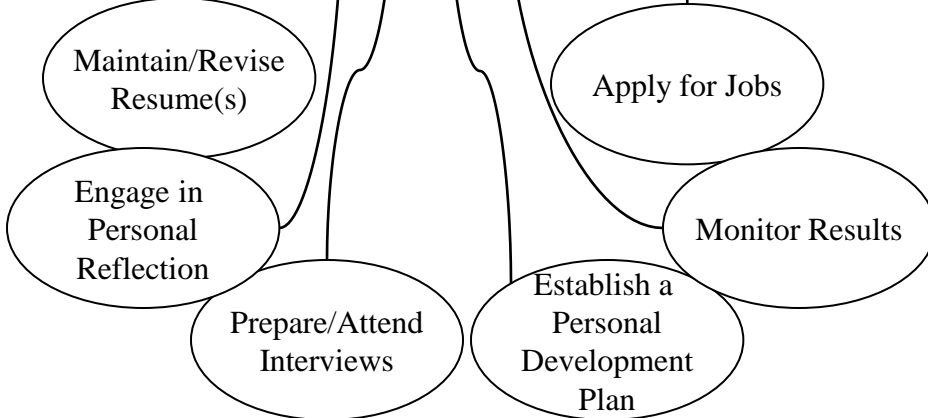 Maintain/Revise
Resume(s)
Apply for Jobs
Engage in
Personal
Reflection
Monitor Results
Prepare/Attend
Interviews
Establish a
Personal
Development
Plan